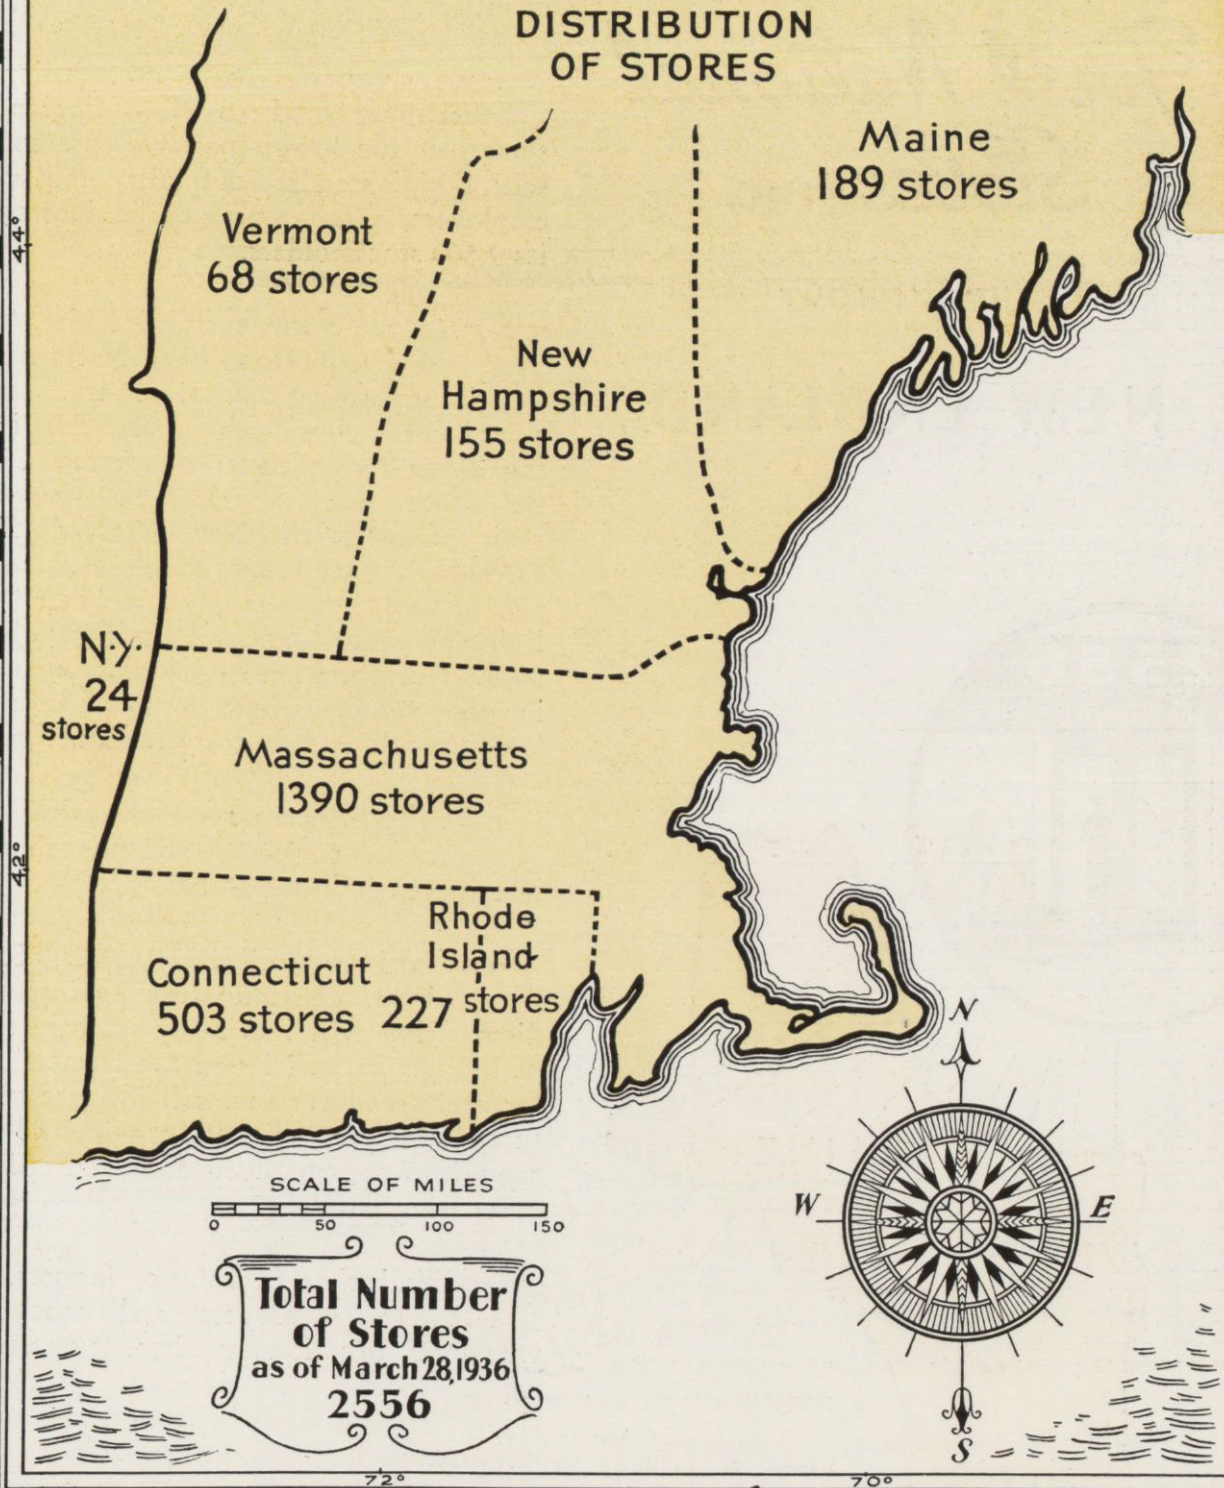 DISTRIBUTION
OF STORES
Maine
189 stores
Vermont
68 stores
44°
New
Hampshire
155 stores
N.Y.
24
stores
Massachusetts
1390 stores
42°
Rhode
Island
227 stores
Connecticut
503 stores
N
W
E
S
SCALE OF MILES
0 50 100 150
Total Number
of Stores
as of March 28, 1936
2556
72° 70°